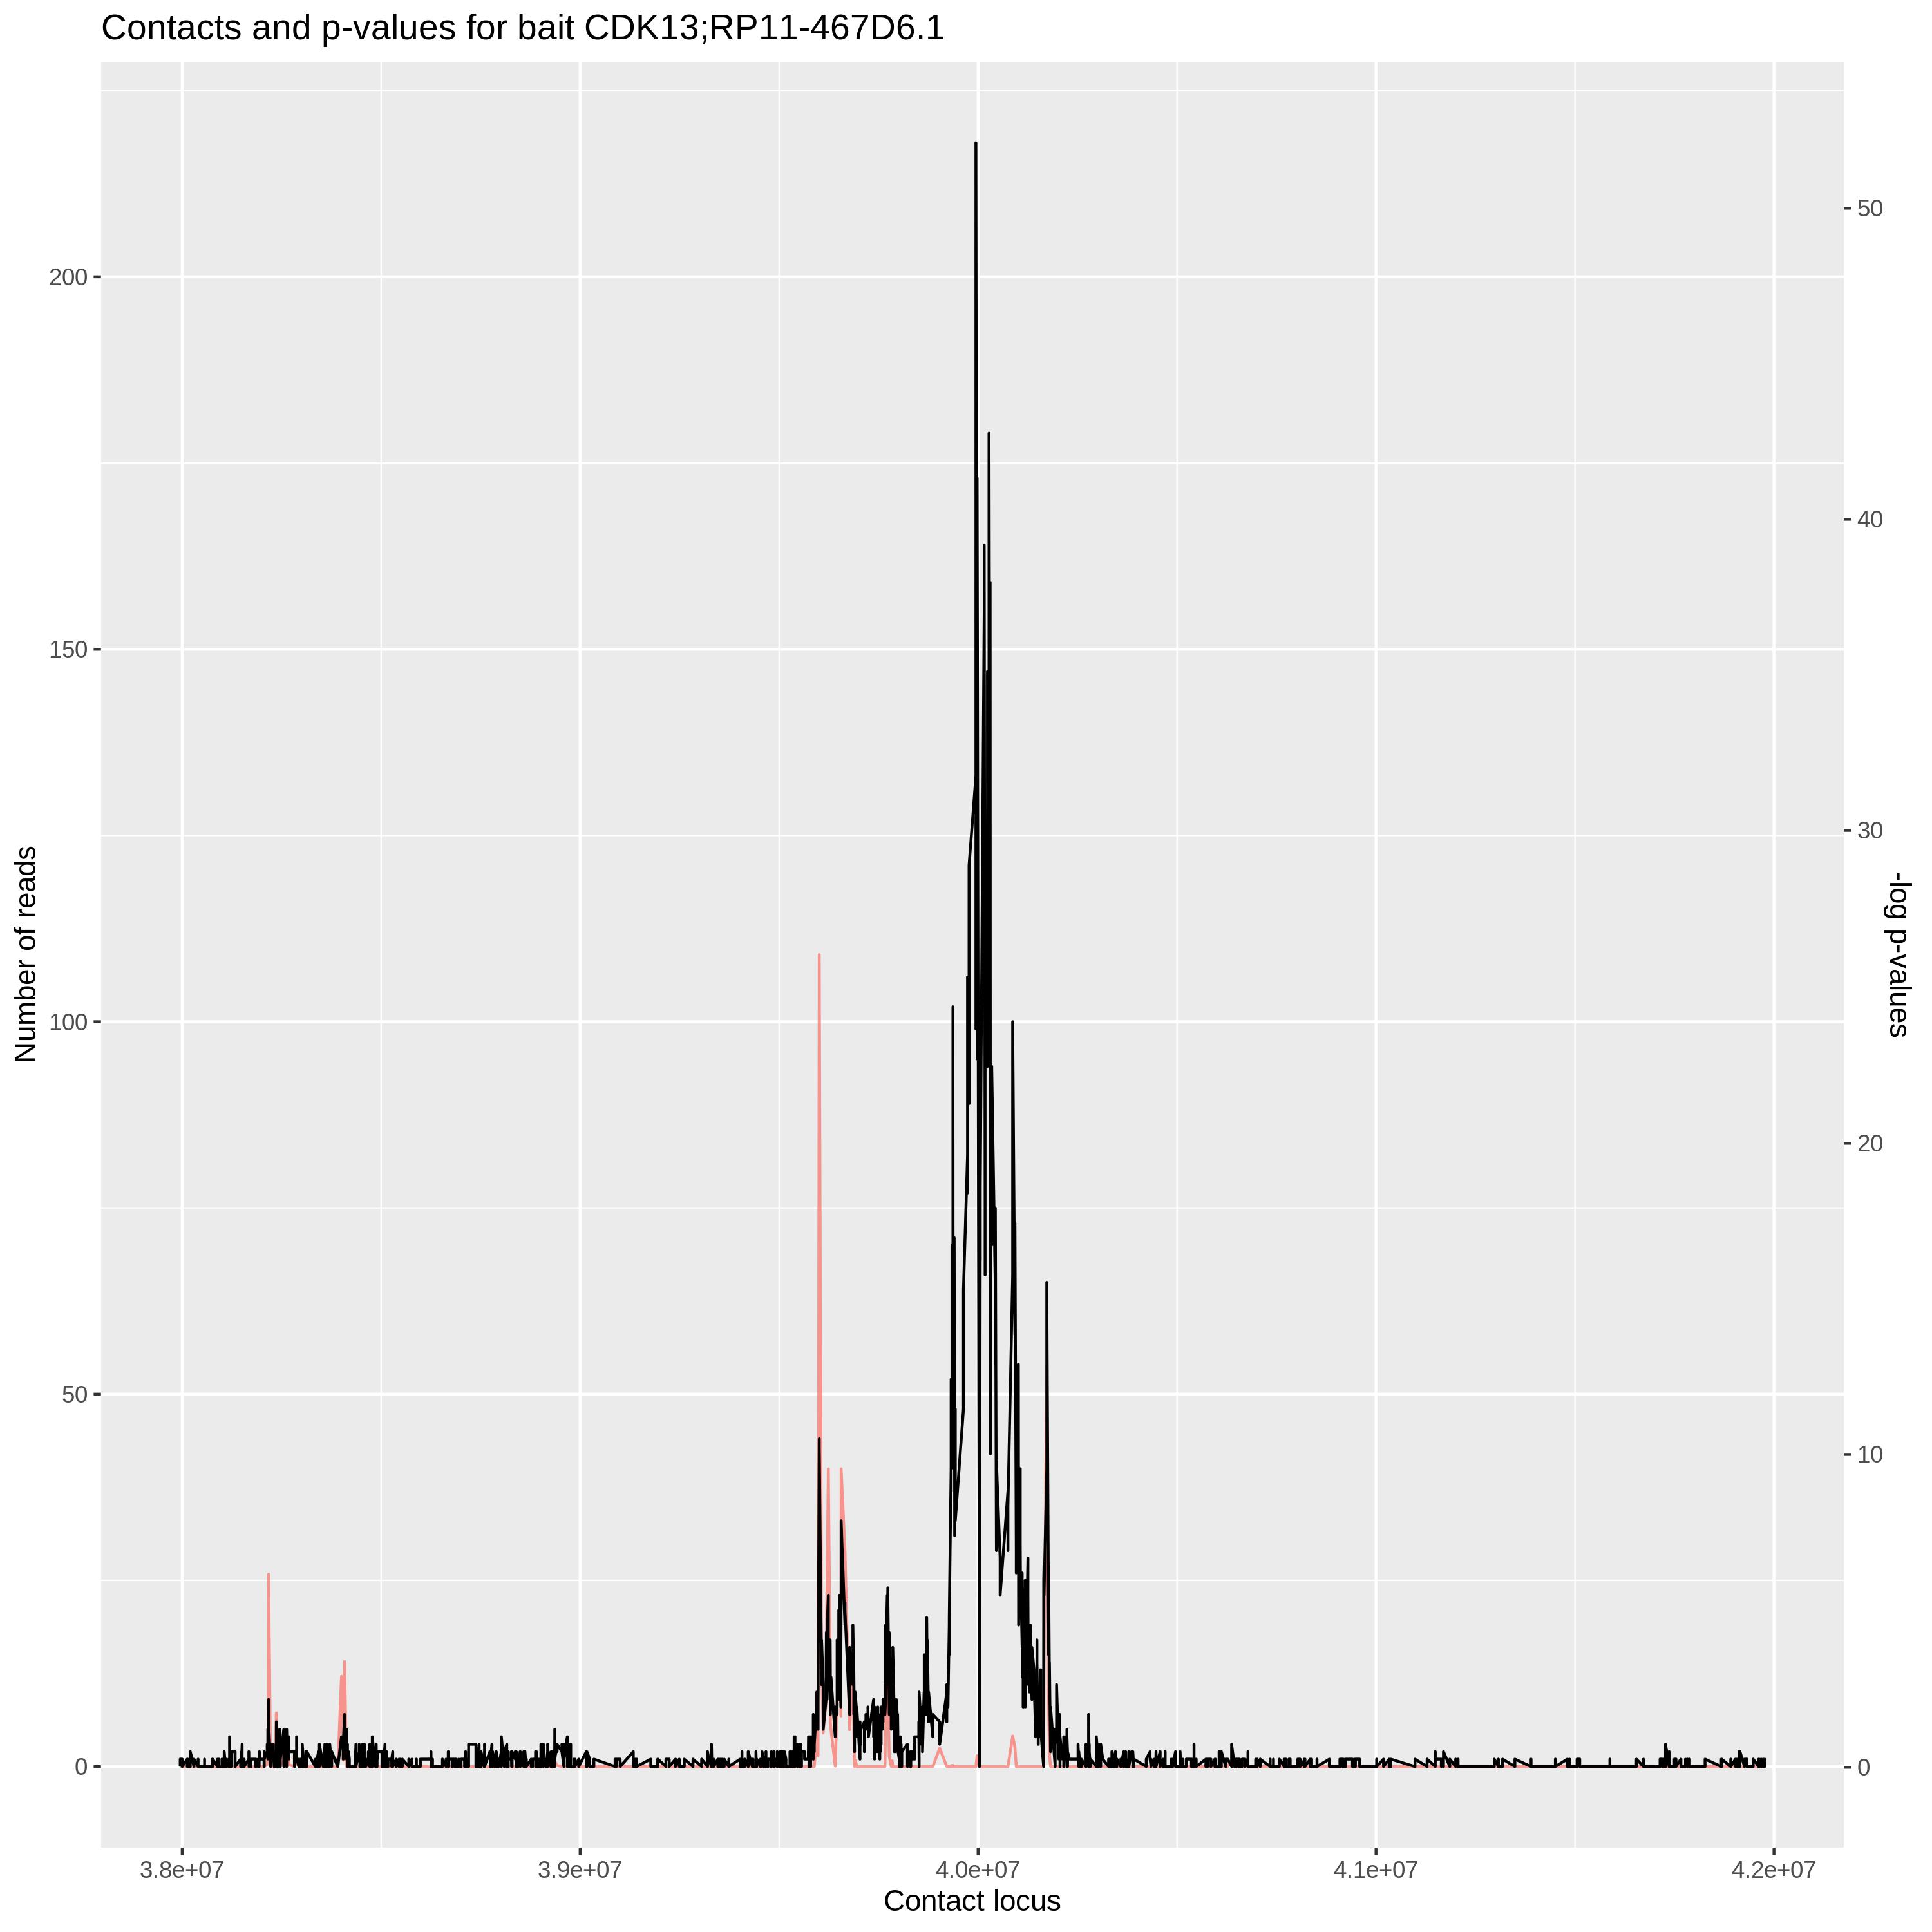 Contacts and p-values for bait CDK13;RP11-467D6.1
200
150
100
50
0
Number of reads
50
40
30
20
10
0
-log p-values
3.8e+07
3.9e+07
4.0e+07
4.1e+07
4.2e+07
Contact locus